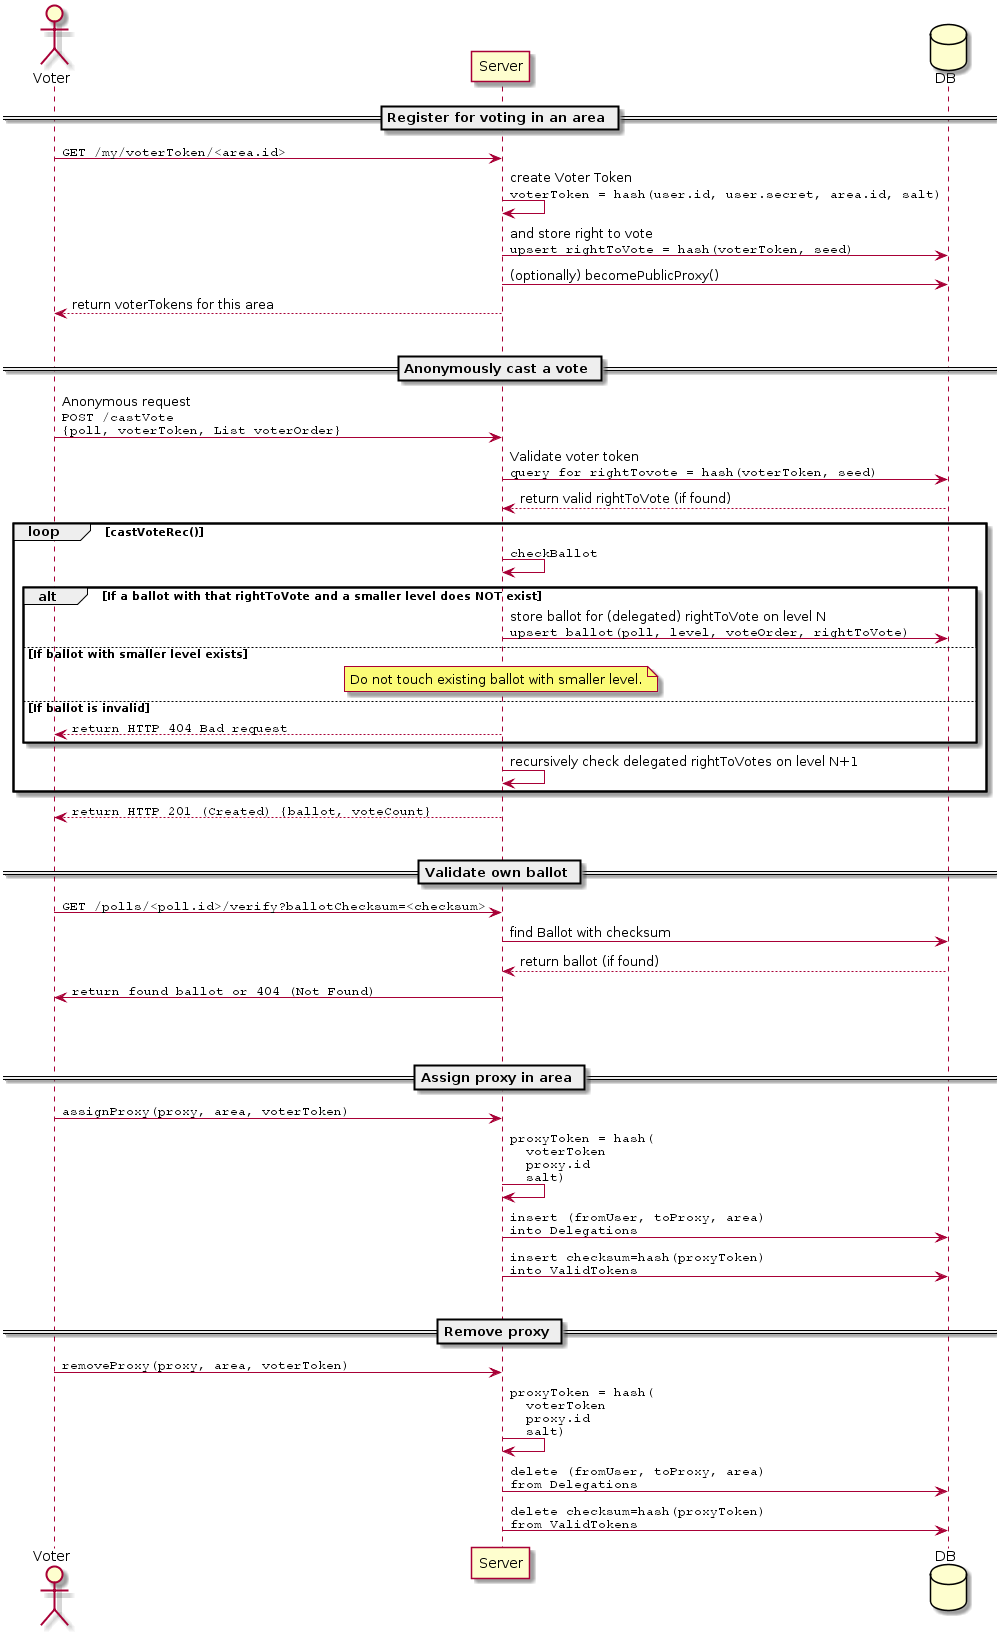 Voter
Server
DB
Register for voting in an area
GET /my/voterToken/<area.id>
create Voter Token
voterToken = hash(user.id, user.secret, area.id, salt)
and store right to vote
upsert rightToVote = hash(voterToken, seed)
(optionally) becomePublicProxy()
return voterTokens for this area
Anonymously cast a vote
Anonymous request
POST /castVote
{poll, voterToken, List voterOrder}
Validate voter token
query for rightTovote = hash(voterToken, seed)
return valid rightToVote (if found)
loop [castVoteRec()]
checkBallot
alt [If a ballot with that rightToVote and a smaller level does NOT exist]
store ballot for (delegated) rightToVote on level N
upsert ballot(poll, level, voteOrder, rightToVote)
[If ballot with smaller level exists]
Do not touch existing ballot with smaller level.
[If ballot is invalid]
return HTTP 404 Bad request
recursively check delegated rightToVotes on level N+1
return HTTP 201 (Created) {ballot, voteCount}
Validate own ballot
GET /polls/<poll.id>/verify?ballotChecksum=<checksum>
find Ballot with checksum
return ballot (if found)
return found ballot or 404 (Not Found)
Assign proxy in area
assignProxy(proxy, area, voterToken)
proxyToken = hash(
voterToken
proxy.id
salt)
insert (fromUser, toProxy, area)
into Delegations
insert checksum=hash(proxyToken)
into ValidTokens
Remove proxy
removeProxy(proxy, area, voterToken)
proxyToken = hash(
voterToken
proxy.id
salt)
delete (fromUser, toProxy, area)
from Delegations
delete checksum=hash(proxyToken)
from ValidTokens
Voter
Server
DB